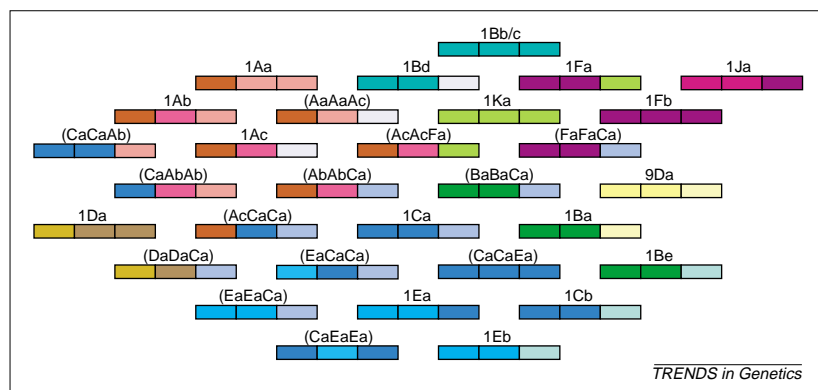 1Bb/c
1Aa 1Bd 1Fa 1Ja
1Ab (AaAaAc) 1Ka 1Fb
(CaCaAb) 1Ac (AcAcFa) (FaFaCa)
(CaAbAb) (AbAbCa) (BaBaCa) 9Da
1Da (AcCaCa) 1Ca 1Ba
(DaDaCa) (EaCaCa) (CaCaEa) 1Be
(EaEaCa) 1Ea 1Cb
(CaEaEa) 1Eb
TRENDS in Genetics